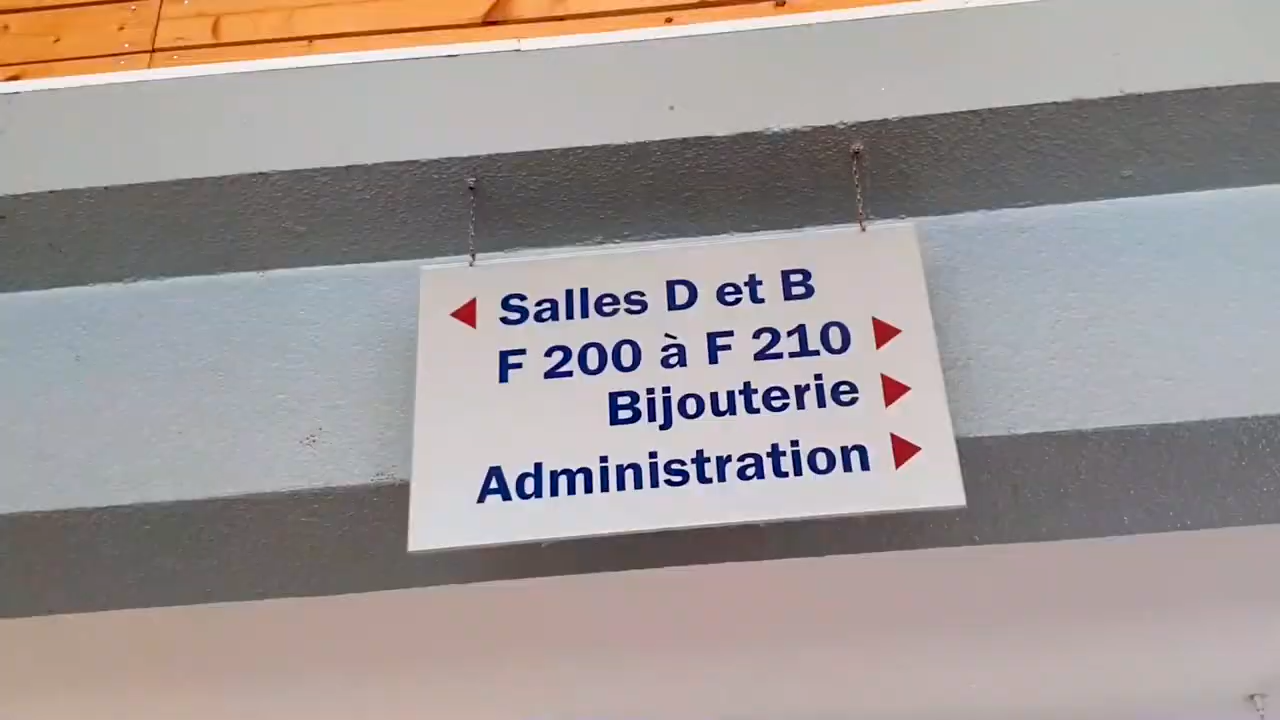 Salles D et B
F 200 à F 210
Bijouterie
Administration